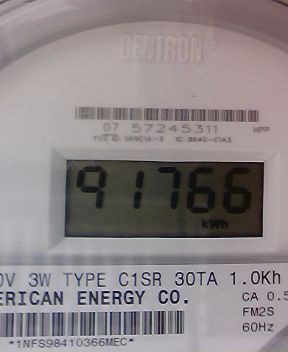 CENTRON
07 57245311
HPP
91766
kWh
0V 3W TYPE C1SR 30TA 1.0Kh
ERICAN ENERGY CO.
CA 0.5
FM2S
60Hz
*1NFS98410366MEC*